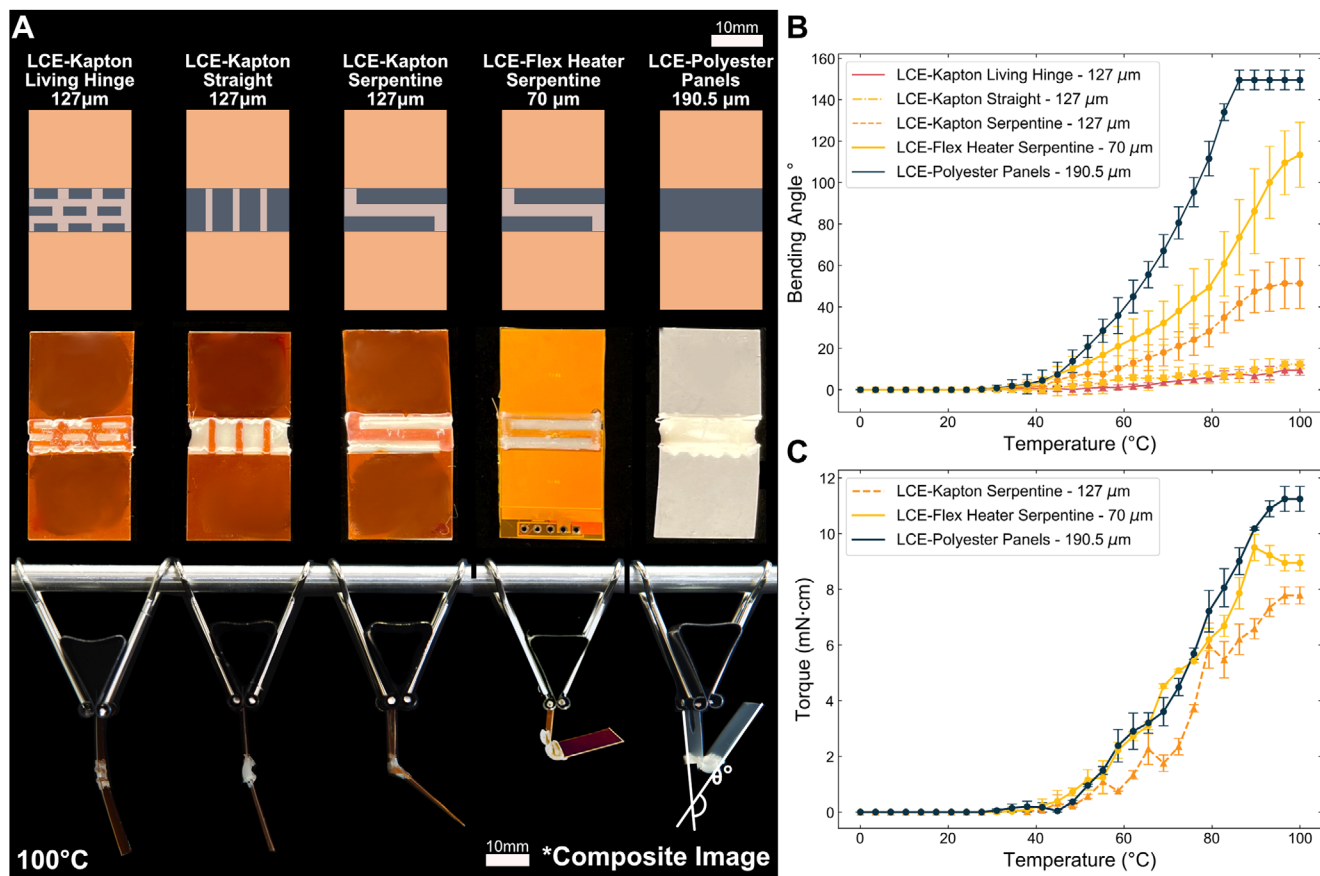 A
10mm
LCE-Kapton
Living Hinge
127μm
LCE-Kapton
Straight
127μm
LCE-Kapton
Serpentine
127μm
LCE-Flex Heater
Serpentine
70 μm
LCE-Polyester
Panels
190.5 μm
θ°
100°C
10mm
*Composite Image
B
LCE-Kapton Living Hinge - 127 μm
LCE-Kapton Straight - 127 μm
LCE-Kapton Serpentine - 127 μm
LCE-Flex Heater Serpentine - 70 μm
LCE-Polyester Panels - 190.5 μm
Bending Angle °
160
140
120
100
80
60
40
20
0
0 20 40 60 80 100
Temperature (°C)
C
LCE-Kapton Serpentine - 127 μm
LCE-Flex Heater Serpentine - 70 μm
LCE-Polyester Panels - 190.5 μm
Torque (mN·cm)
12
10
8
6
4
2
0
0 20 40 60 80 100
Temperature (°C)